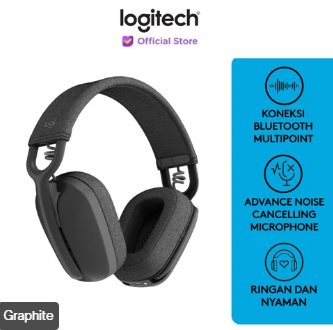 logitech
Official Store
KONEKSI
BLUETOOTH
MULTIPOINT
ADVANCE NOISE
CANCELLING
MICROPHONE
RINGAN DAN
NYAMAN
Graphite